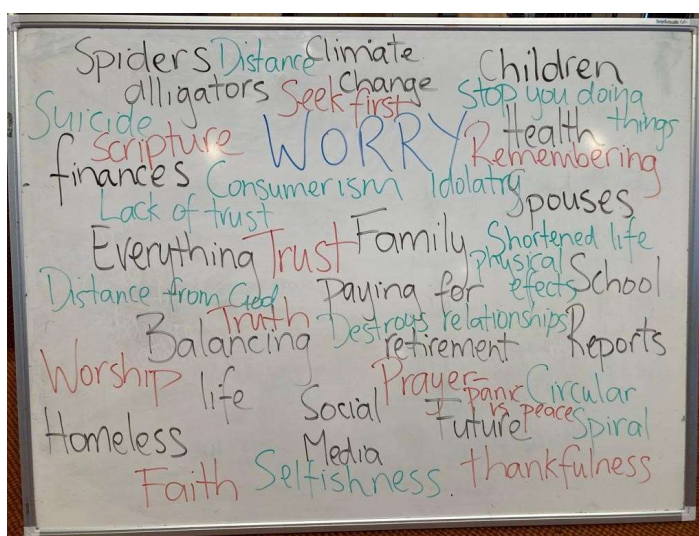 Spiders Distance Climate
alligators Seek first Change Children
Suicide Stop you doing
things
Scripture WORRY Health
Remembering
finances Consumerism Idolatry
Lack of trust Spouses
Everything Trust Family Shortened life
physical
Distance from God Paying for efects School
Truth Destroys relationships
Balancing retirement Reports
Worship life Prayer- panic Circular
vs peace
Social Future Spiral
Homeless Media
Faith Selfishness. thankfulness